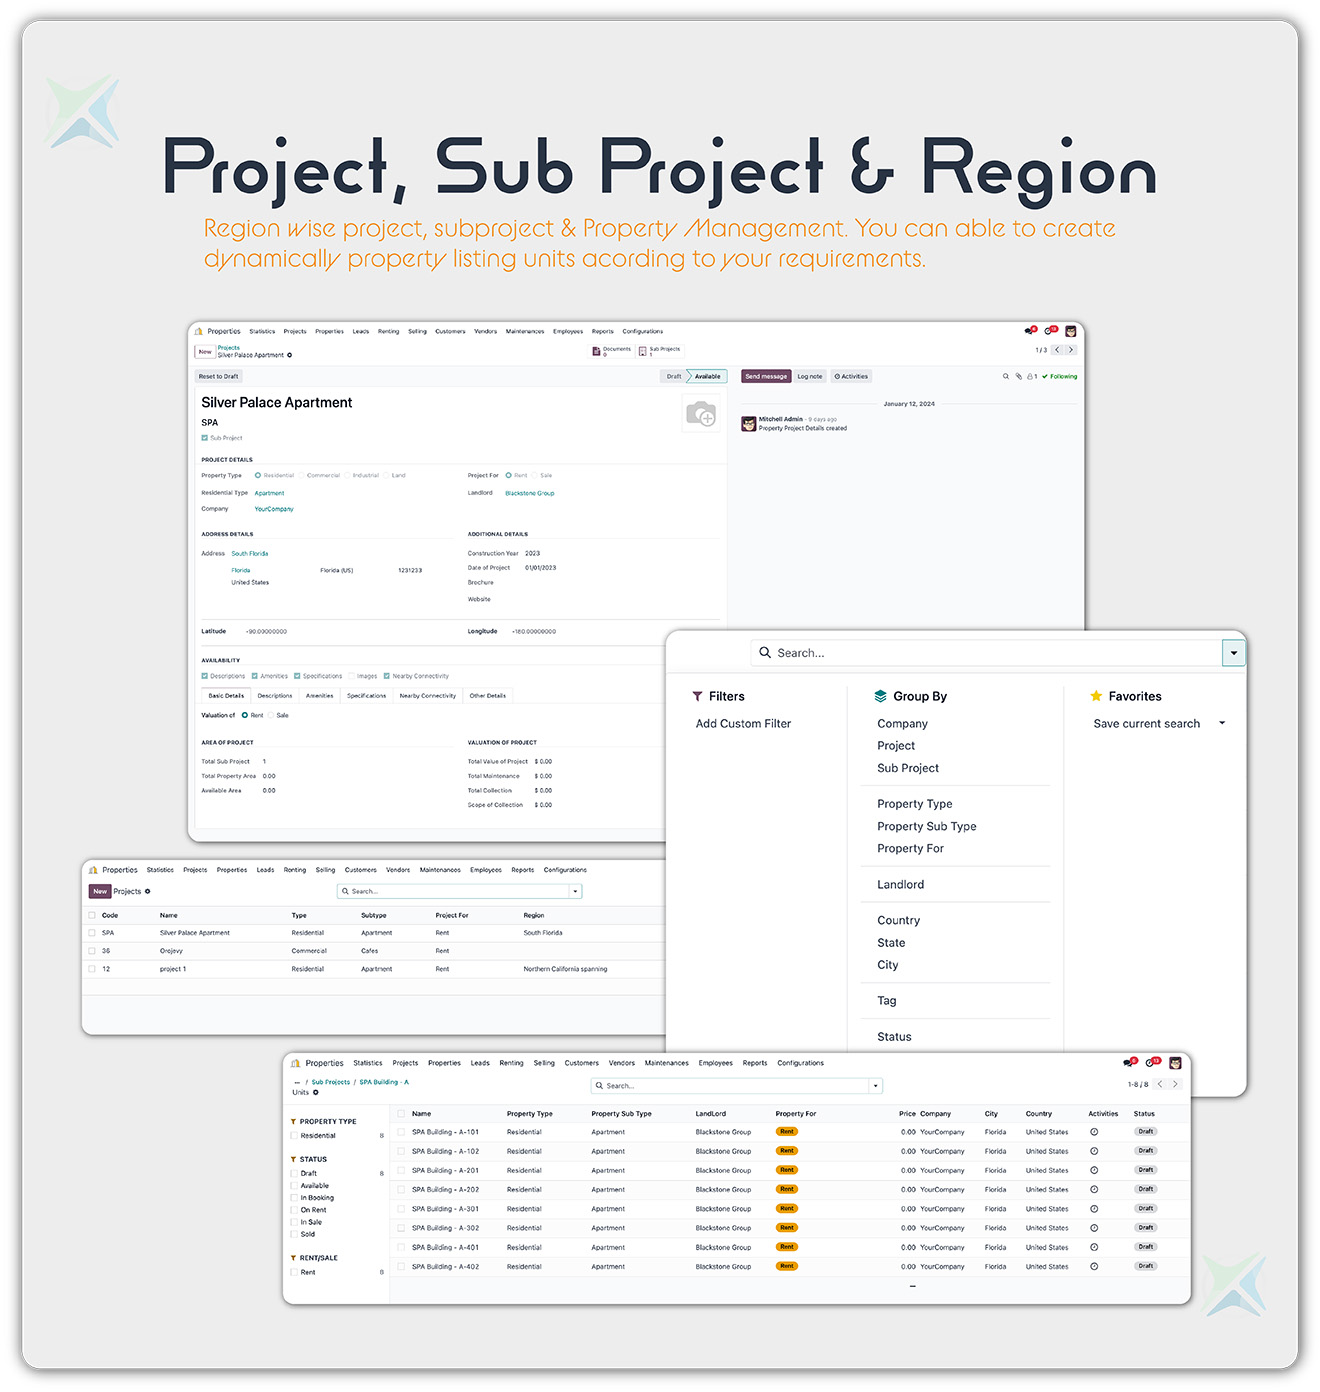 Project, Sub Project & Region
Region wise project, subproject & Property Management. You can able to create
dynamically property listing units acording to your requirements.
Properties Statistics Projects Properties Leads Renting Selling Customers Vendors Maintenances Employees Reports Configurations
New Projects
Silver Palace Apartment
Documents 0
Sub Projects 1
1 / 3
Reset to Draft
Draft Available
Send message Log note Activities
1 Following
Silver Palace Apartment
SPA
Sub Project
January 12, 2024
Mitchell Admin - 9 days ago
Property Project Details created
PROJECT DETAILS
Property Type Residential Commercial Industrial Land
Project For Rent Sale
Residential Type Apartment
Landlord Blackstone Group
Company YourCompany
ADDRESS DETAILS
ADDITIONAL DETAILS
Address South Florida
Construction Year 2023
Florida Florida (US) 1231233
Date of Project 01/01/2023
United States
Brochure
Website
Latitude +90.00000000
Longitude +180.00000000
AVAILABILITY
Descriptions Amenities Specifications Images Nearby Connectivity
Basic Details Descriptions Amenities Specifications Nearby Connectivity Other Details
Valuation of Rent Sale
AREA OF PROJECT
VALUATION OF PROJECT
Total Sub Project 1
Total Value of Project $ 0.00
Total Property Area 0.00
Total Maintenance $ 0.00
Available Area 0.00
Total Collection $ 0.00
Scope of Collection $ 0.00
Search...
Filters
Add Custom Filter
Group By
Company
Project
Sub Project
Property Type
Property Sub Type
Property For
Landlord
Country
State
City
Tag
Status
Favorites
Save current search
Properties Statistics Projects Properties Leads Renting Selling Customers Vendors Maintenances Employees Reports Configurations
New Projects
Search...
Code Name Type Subtype Project For Region
SPA Silver Palace Apartment Residential Apartment Rent South Florida
36 Orojevy Commercial Cafes Rent
12 project 1 Residential Apartment Rent Northern California spanning
Properties Statistics Projects Properties Leads Renting Selling Customers Vendors Maintenances Employees Reports Configurations
... / Sub Projects / SPA Building - A
Units
Search...
1-8 / 8
PROPERTY TYPE
Residential 8
STATUS
Draft 8
Available
In Booking
On Rent
In Sale
Sold
RENT/SALE
Rent 8
Name Property Type Property Sub Type LandLord Property For Price Company City Country Activities Status
SPA Building - A-101 Residential Apartment Blackstone Group Rent 0.00 YourCompany Florida United States Draft
SPA Building - A-102 Residential Apartment Blackstone Group Rent 0.00 YourCompany Florida United States Draft
SPA Building - A-201 Residential Apartment Blackstone Group Rent 0.00 YourCompany Florida United States Draft
SPA Building - A-202 Residential Apartment Blackstone Group Rent 0.00 YourCompany Florida United States Draft
SPA Building - A-301 Residential Apartment Blackstone Group Rent 0.00 YourCompany Florida United States Draft
SPA Building - A-302 Residential Apartment Blackstone Group Rent 0.00 YourCompany Florida United States Draft
SPA Building - A-401 Residential Apartment Blackstone Group Rent 0.00 YourCompany Florida United States Draft
SPA Building - A-402 Residential Apartment Blackstone Group Rent 0.00 YourCompany Florida United States Draft